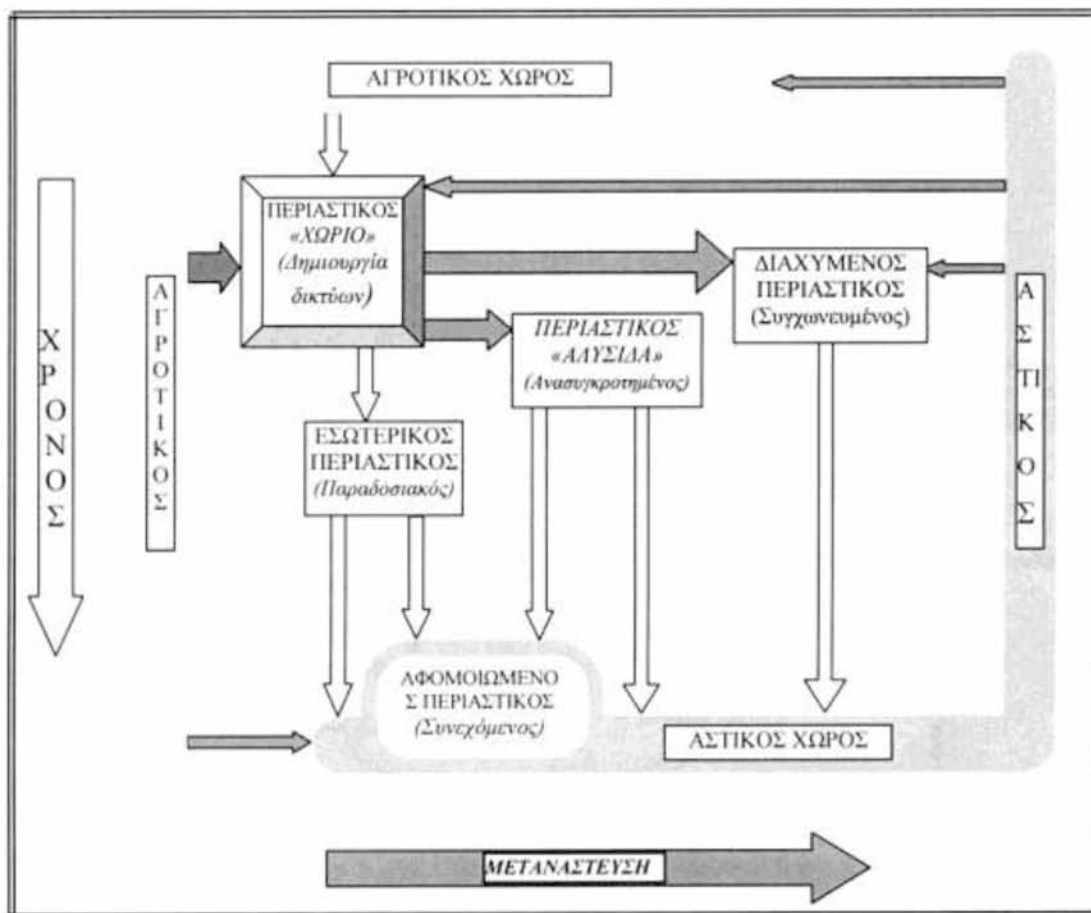 ΑΓΡΟΤΙΚΟΣ ΧΩΡΟΣ
ΠΕΡΙΑΣΤΙΚΟΣ
«ΧΩΡΙΟ»
(Δημιουργία
δικτύων)
ΔΙΑΧΥΜΕΝΟΣ
ΠΕΡΙΑΣΤΙΚΟΣ
(Συγχωνευμένος)
ΠΕΡΙΑΣΤΙΚΟΣ
«ΑΛΥΣΙΔΑ»
(Ανασυγκροτημένος)
ΧΡΟΝΟΣ
ΑΓΡΟΤΙΚΟΣ
ΑΣΤΙΚΟΣ
ΕΣΩΤΕΡΙΚΟΣ
ΠΕΡΙΑΣΤΙΚΟΣ
(Παραδοσιακός)
ΑΦΟΜΟΙΩΜΕΝΟ
Σ ΠΕΡΙΑΣΤΙΚΟΣ
(Συνεχόμενος)
ΑΣΤΙΚΟΣ ΧΩΡΟΣ
ΜΕΤΑΝΑΣΤΕΥΣΗ